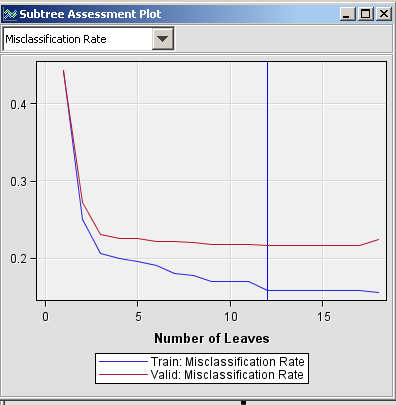 Subtree Assessment Plot
Misclassification Rate
0.4
0.3
0.2
0 5 10 15
Number of Leaves
Train: Misclassification Rate
Valid: Misclassification Rate